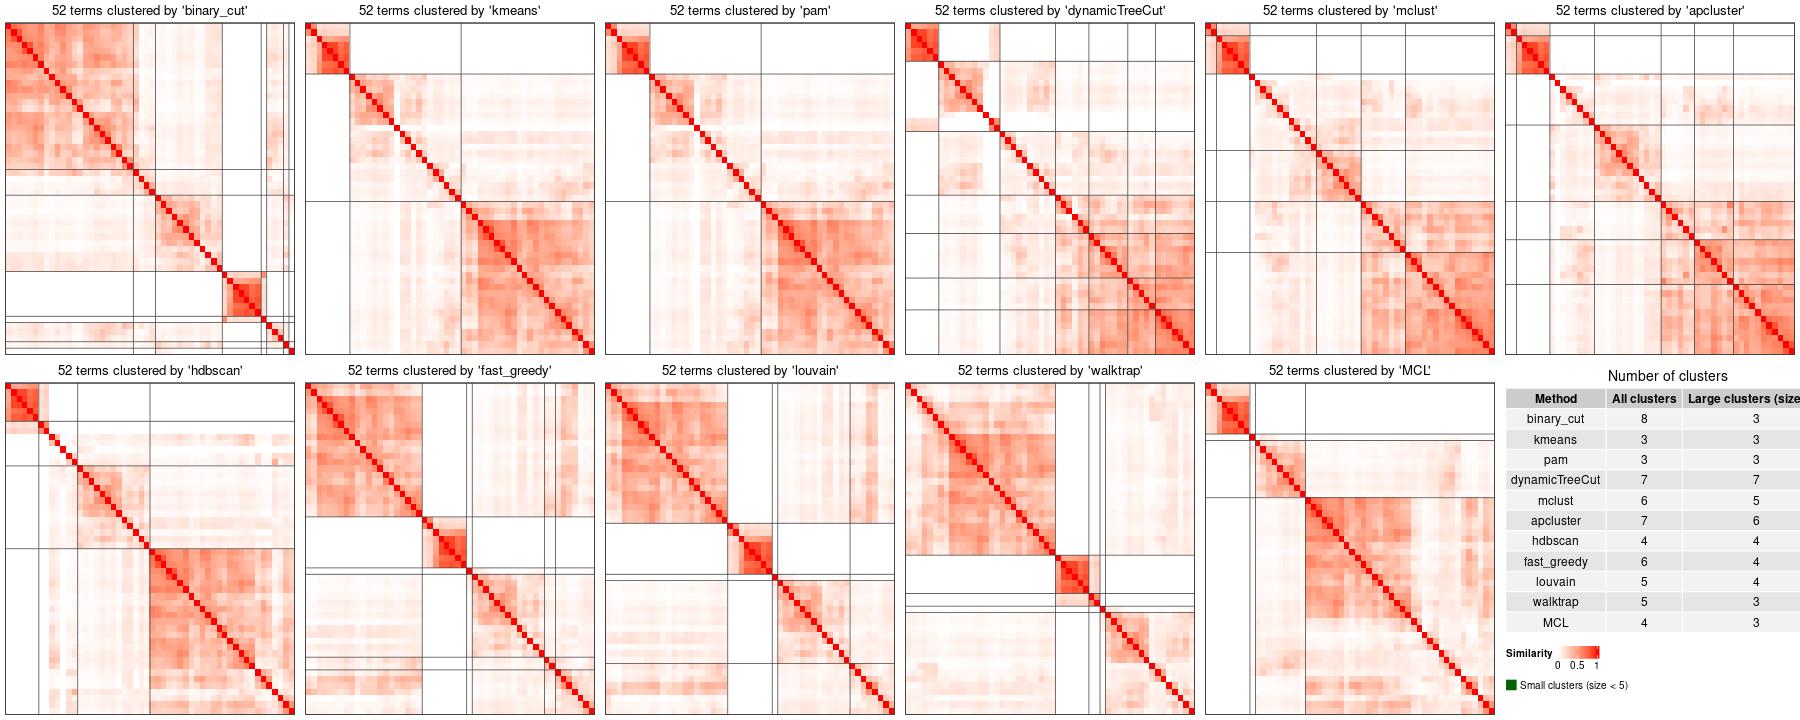 52 terms clustered by 'binary_cut'
52 terms clustered by 'kmeans'
52 terms clustered by 'pam'
52 terms clustered by 'dynamicTreeCut'
52 terms clustered by 'mclust'
52 terms clustered by 'apcluster'
52 terms clustered by 'hdbscan'
52 terms clustered by 'fast_greedy'
52 terms clustered by 'louvain'
52 terms clustered by 'walktrap'
52 terms clustered by 'MCL'
Number of clusters
Method All clusters Large clusters (size
binary_cut 8 3
kmeans 3 3
pam 3 3
dynamicTreeCut 7 7
mclust 6 5
apcluster 7 6
hdbscan 4 4
fast_greedy 6 4
louvain 5 4
walktrap 5 3
MCL 4 3
Similarity
0 0.5 1
Small clusters (size < 5)